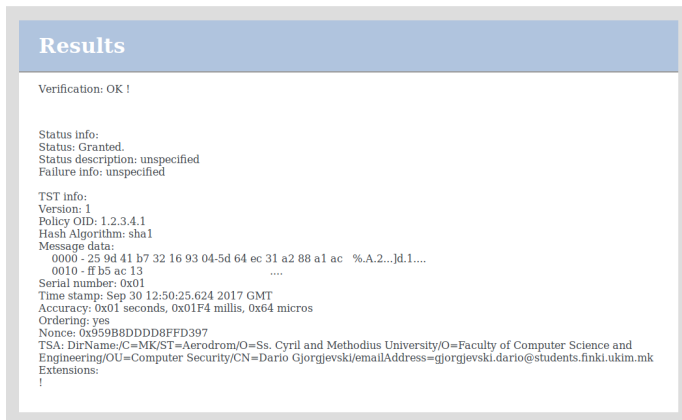 Results
Verification: OK !
Status info:
Status: Granted.
Status description: unspecified
Failure info: unspecified
TST info:
Version: 1
Policy OID: 1.2.3.4.1
Hash Algorithm: sha1
Message data:
0000 - 25 9d 41 b7 32 16 93 04-5d 64 ec 31 a2 88 a1 ac %.A.2...]d.1....
0010 - ff b5 ac 13 ....
Serial number: 0x01
Time stamp: Sep 30 12:50:25.624 2017 GMT
Accuracy: 0x01 seconds, 0x01F4 millis, 0x64 micros
Ordering: yes
Nonce: 0x959B8DDDD8FFD397
TSA: DirName:/C=MK/ST=Aerodrom/O=Ss. Cyril and Methodius University/O=Faculty of Computer Science and
Engineering/OU=Computer Security/CN=Dario Gjorgjevski/emailAddress=gjorgjevski.dario@students.finki.ukim.mk
Extensions:
!